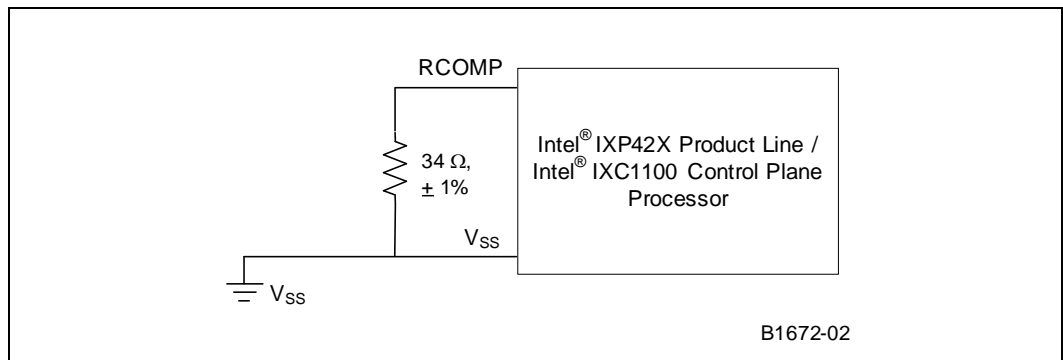 RCOMP
Intel® IXP42X Product Line /
Intel® IXC1100 Control Plane
Processor
34 Ω,
± 1%
VSS
VSS
B1672-02